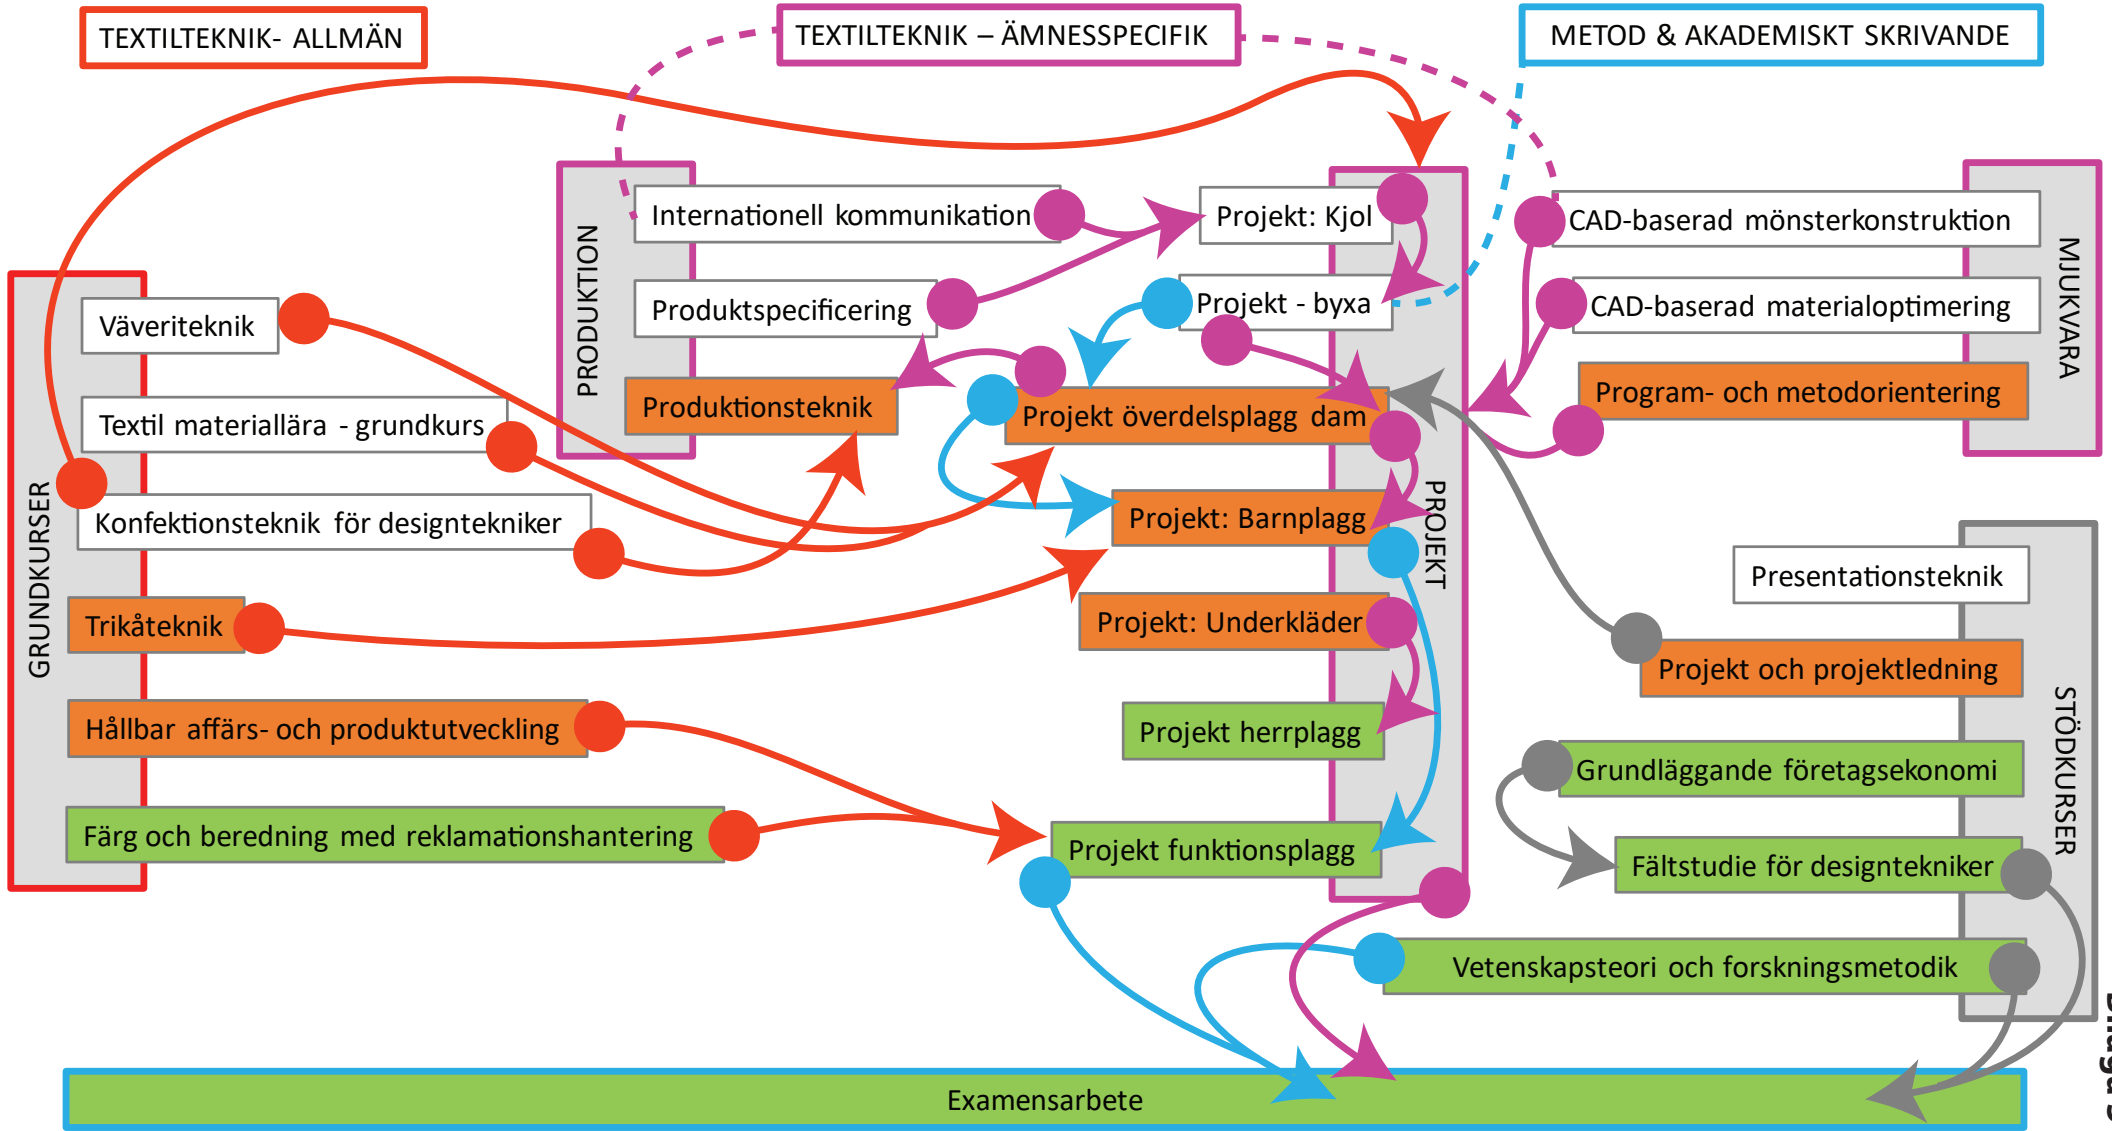 TEXTILTEKNIK- ALLMÄN
TEXTILTEKNIK – ÄMNESSPECIFIK
METOD & AKADEMISKT SKRIVANDE
GRUNDKURSER
Väveriteknik
Textil materiallära - grundkurs
Konfektionsteknik för designtekniker
Trikåteknik
Hållbar affärs- och produktutveckling
Färg och beredning med reklamationshantering
PRODUKTION
Internationell kommunikation
Produktspecificering
Produktionsteknik
PROJEKT
Projekt: Kjol
Projekt - byxa
Projekt överdelsplagg dam
Projekt: Barnplagg
Projekt: Underkläder
Projekt herrplagg
Projekt funktionsplagg
MJUKVARA
CAD-baserad mönsterkonstruktion
CAD-baserad materialoptimering
Program- och metodorientering
STÖDKURSER
Presentationsteknik
Projekt och projektledning
Grundläggande företagsekonomi
Fältstudie för designtekniker
Vetenskapsteori och forskningsmetodik
Examensarbete